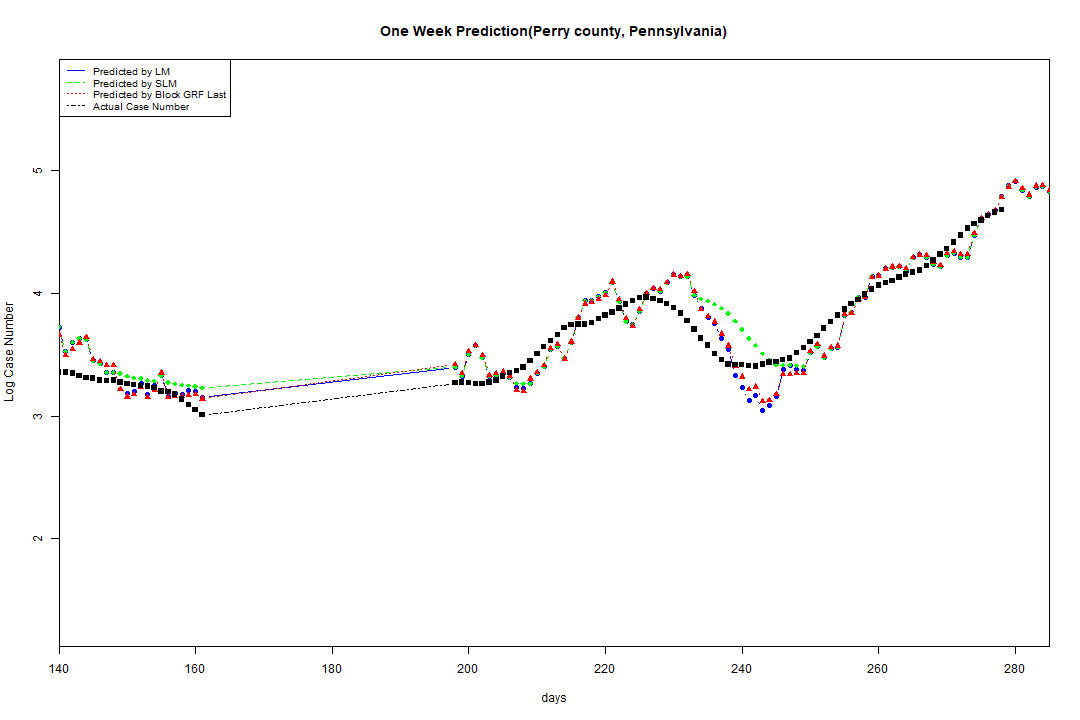 One Week Prediction(Perry county, Pennsylvania)
Predicted by LM
Predicted by SLM
Predicted by Block GRF Last
Actual Case Number
Log Case Number
5
4
3
2
140 160 180 200 220 240 260 280
days